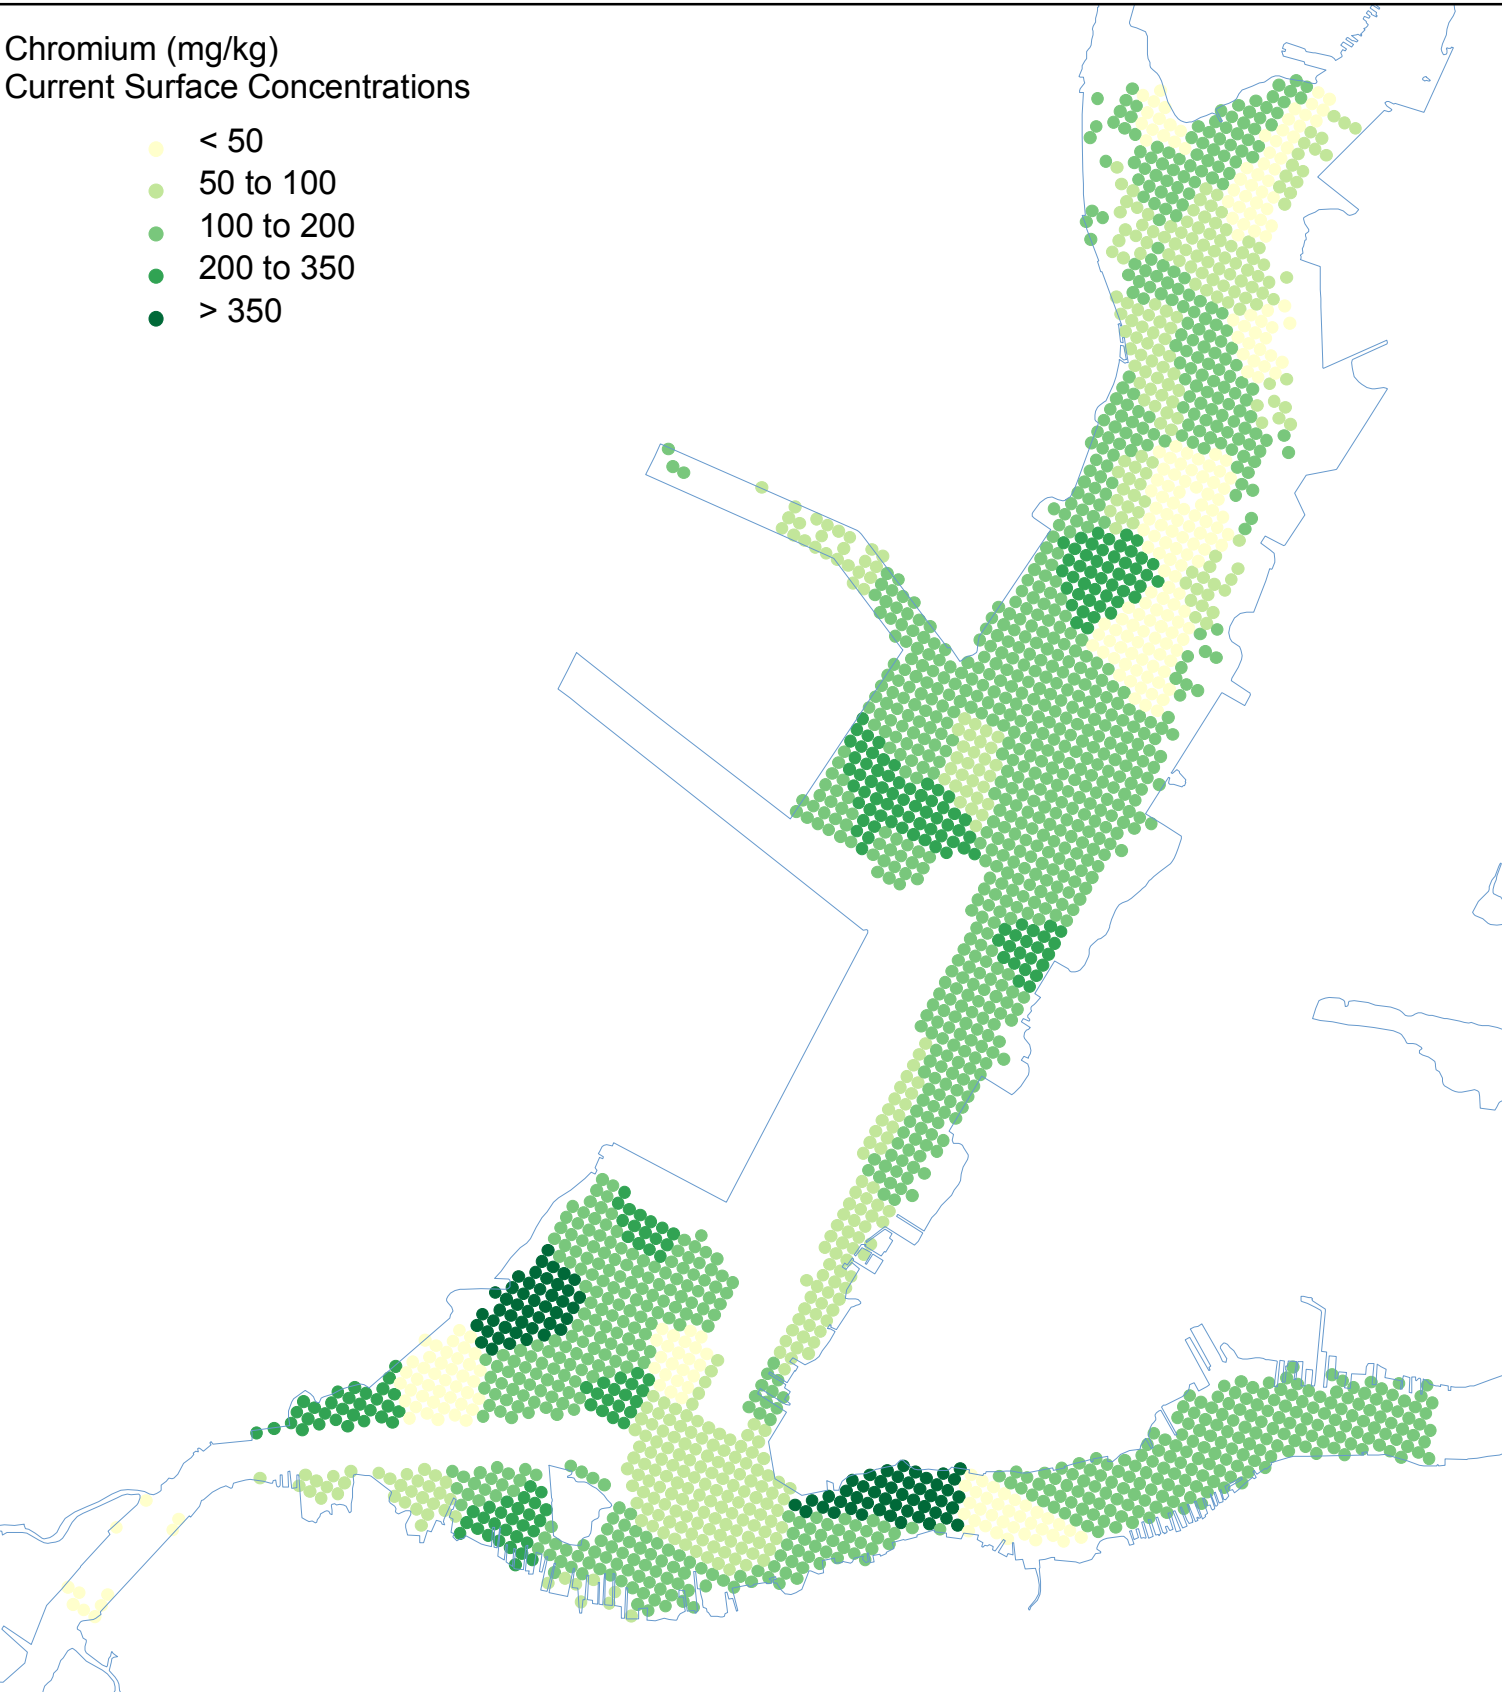 Chromium (mg/kg)
Current Surface Concentrations
< 50
50 to 100
100 to 200
200 to 350
> 350